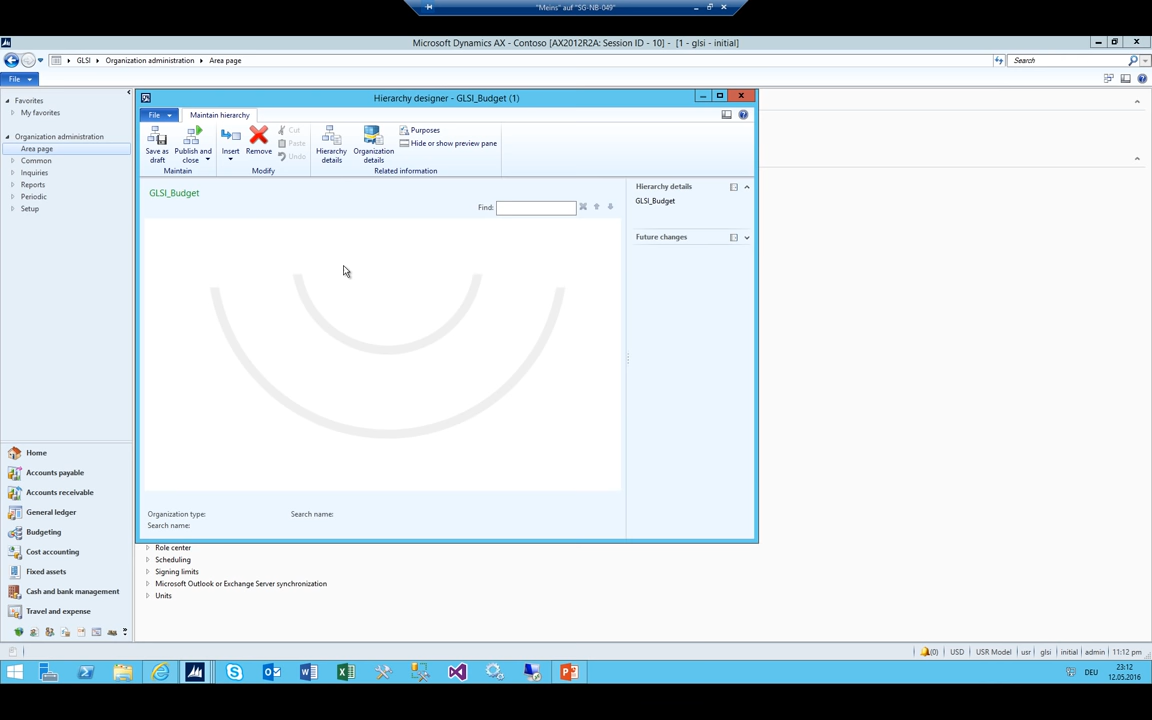 "Meins" auf "SG-NB-049"
Microsoft Dynamics AX - Contoso [AX2012R2A: Session ID - 10] - [1 - glsi - initial]
GLSI Organization administration Area page
Search
File
Favorites
My favorites
Organization administration
Area page
Common
Inquiries
Reports
Periodic
Setup
Home
Accounts payable
Accounts receivable
General ledger
Budgeting
Cost accounting
Fixed assets
Cash and bank management
Travel and expense
Hierarchy designer - GLSI_Budget (1)
File Maintain hierarchy
Save as draft
Publish and close
Maintain
Insert
Remove
Cut
Paste
Undo
Modify
Hierarchy details
Organization details
Purposes
Hide or show preview pane
Related information
GLSI_Budget
Find:
Hierarchy details
GLSI_Budget
Future changes
Organization type: Search name:
Search name:
Role center
Scheduling
Signing limits
Microsoft Outlook or Exchange Server synchronization
Units
(0) USD USR Model usr glsi initial admin 11:12 pm
DEU
23:12
12.05.2016